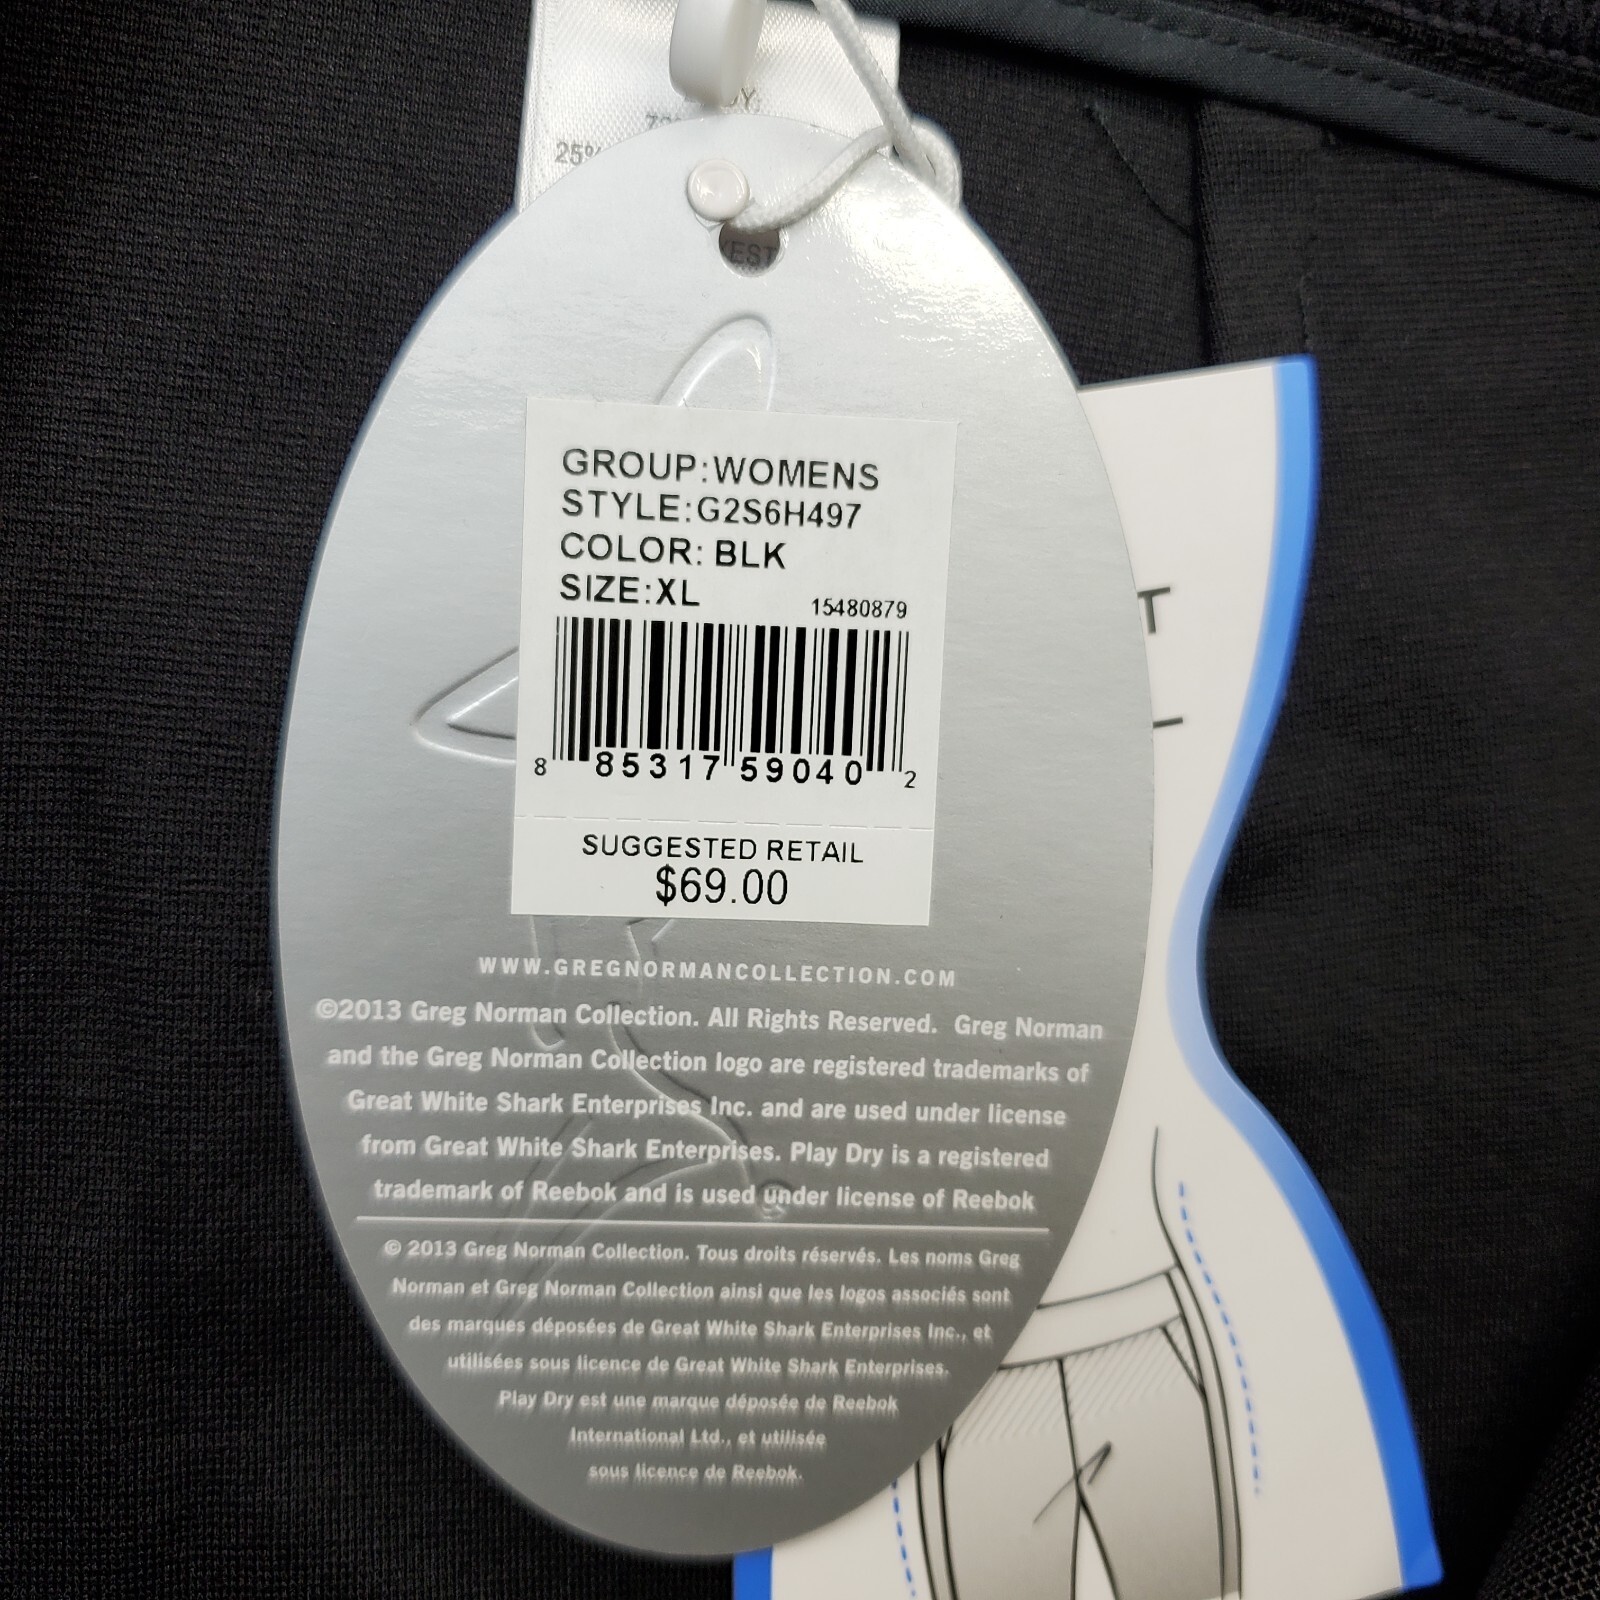 25%
GROUP:WOMENS
STYLE:G2S6H497
COLOR: BLK
SIZE:XL
15480879
8 85317 59040 2
SUGGESTED RETAIL
$69.00
WWW.GREGNORMANCOLLECTION.COM
©2013 Greg Norman Collection. All Rights Reserved. Greg Norman
and the Greg Norman Collection logo are registered trademarks of
Great White Shark Enterprises Inc. and are used under license
from Great White Shark Enterprises. Play Dry is a registered
trademark of Reebok and is used under license of Reebok
© 2013 Greg Norman Collection. Tous droits réservés. Les noms Greg
Norman et Greg Norman Collection ainsi que les logos associés sont
des marques déposées de Great White Shark Enterprises Inc., et
utilisées sous licence de Great White Shark Enterprises.
Play Dry est une marque déposée de Reebok
International Ltd., et utilisée
sous licence de Reebok.